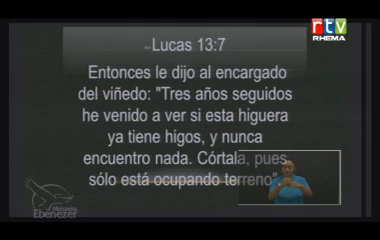 rtv
RHEMA
Lucas 13:7
Entonces le dijo al encargado
del viñedo: "Tres años seguidos
he venido a ver si esta higuera
ya tiene higos, y nunca
encuentro nada. Córtala, pues
sólo está ocupando terreno"
Ministerios
Ebenezer